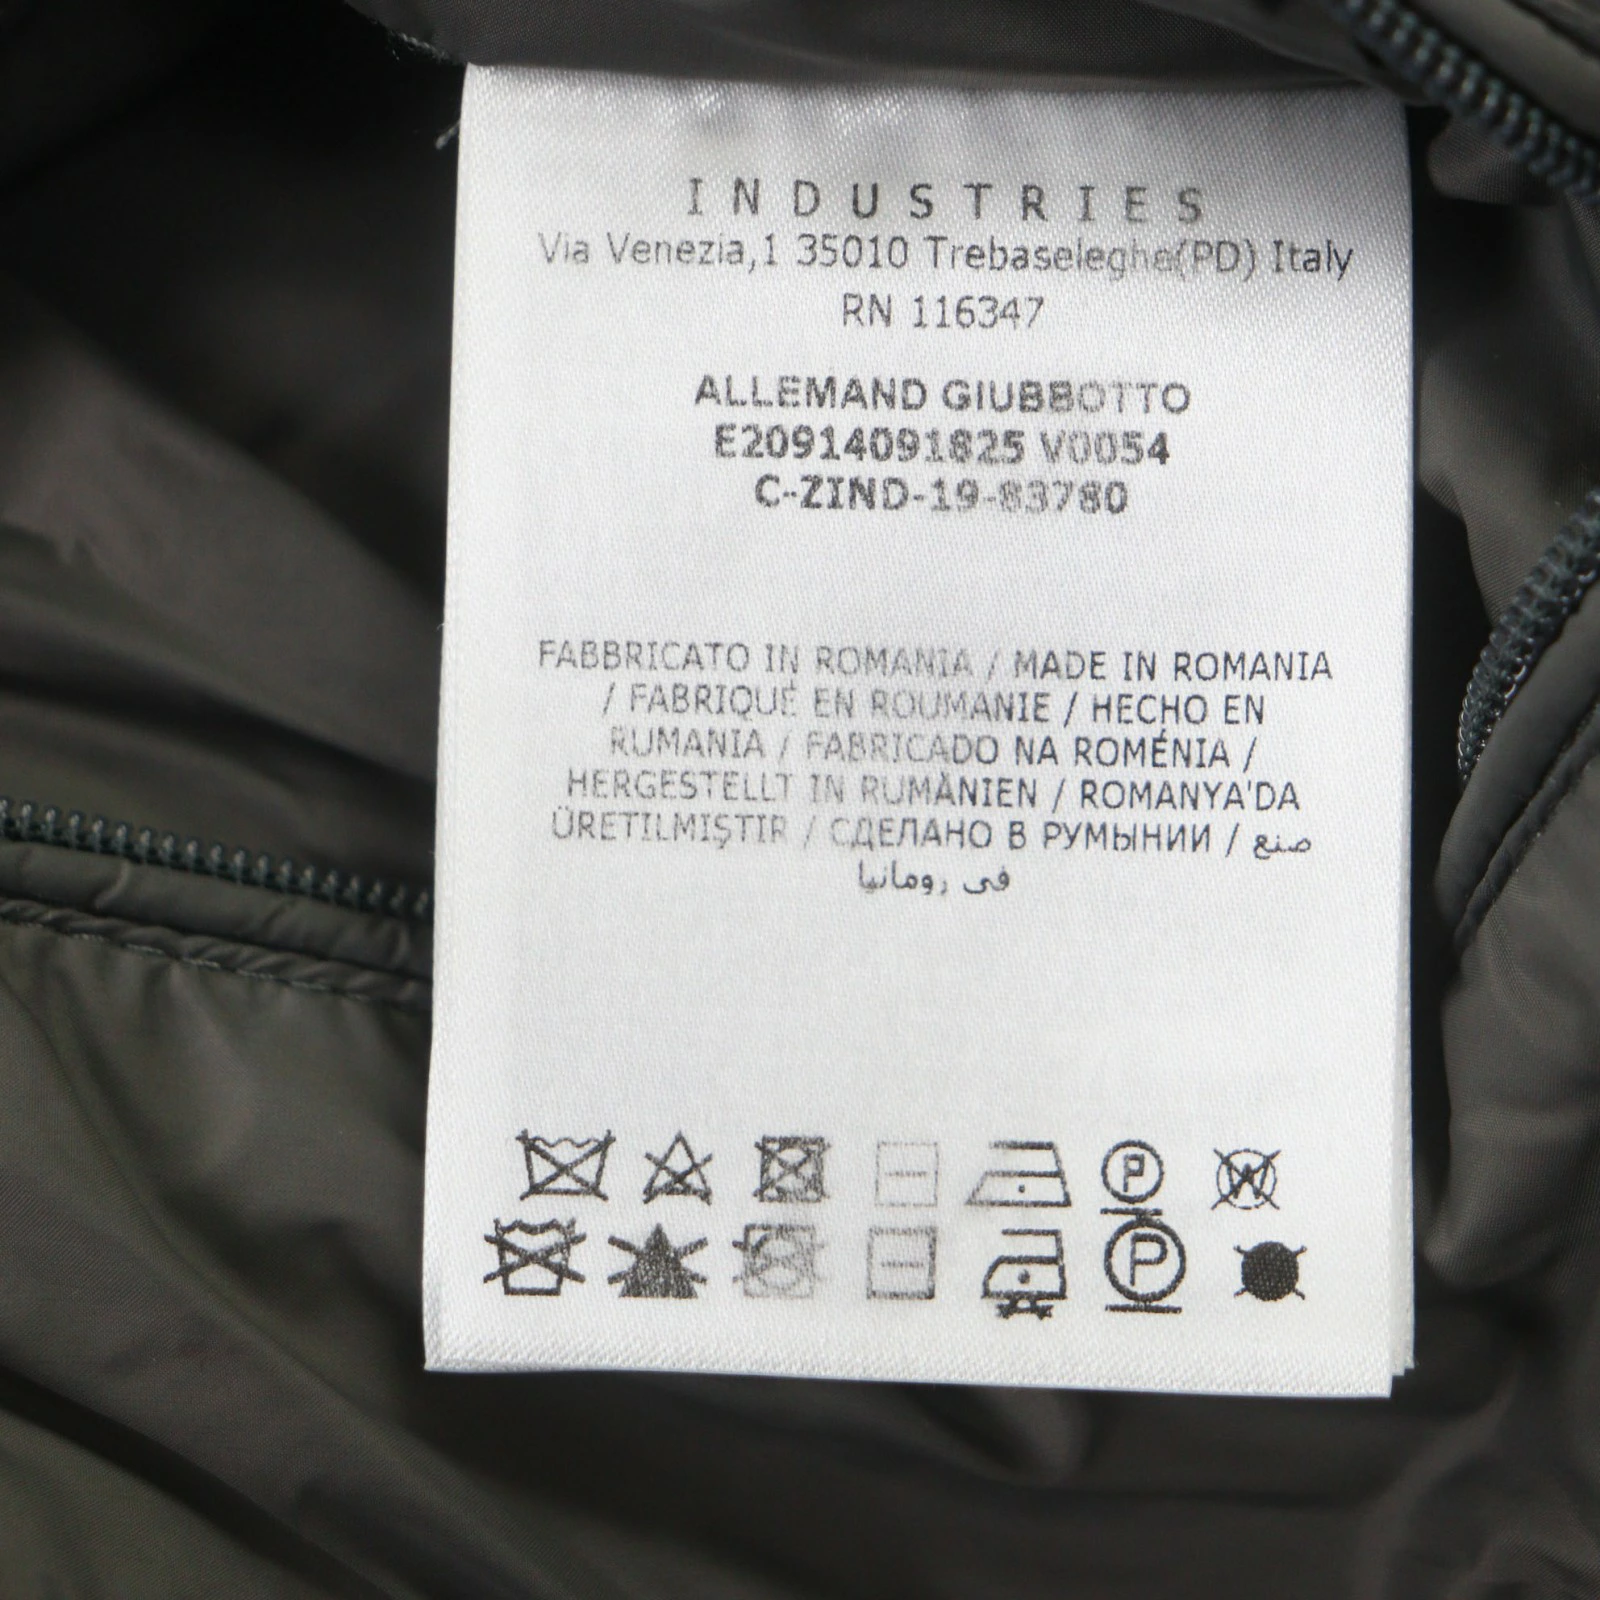 INDUSTRIES
Via Venezia,1 35010 Trebaseleghe(PD) Italy
RN 116347
ALLEMAND GIUBBOTTO
E20914091825 V0054
C-ZIND-19-83780
FABBRICATO IN ROMANIA / MADE IN ROMANIA
/ FABRIQUÉ EN ROUMANIE / HECHO EN
RUMANIA / FABRICADO NA ROMÉNIA /
HERGESTELLT IN RUMÄNIEN / ROMANYA'DA
ÜRETILMIŞTIR / СДЕЛАНО В РУМЫНИИ / صنع
في رومانيا
P W
P